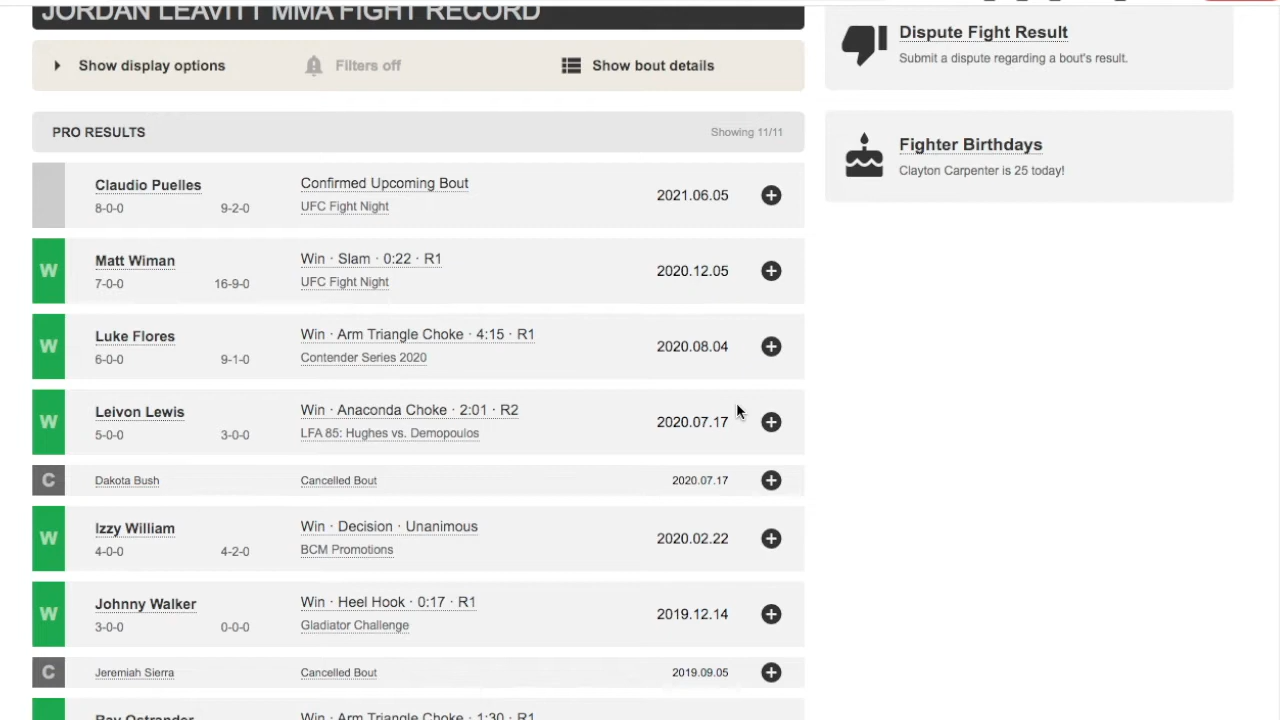 JORDAN LEAVITT MMA FIGHT RECORD
Show display options Filters off Show bout details
PRO RESULTS Showing 11/11
Claudio Puelles Confirmed Upcoming Bout 2021.06.05
8-0-0 9-2-0 UFC Fight Night
W Matt Wiman Win · Slam · 0:22 · R1 2020.12.05
7-0-0 16-9-0 UFC Fight Night
W Luke Flores Win · Arm Triangle Choke · 4:15 · R1 2020.08.04
6-0-0 9-1-0 Contender Series 2020
W Leivon Lewis Win · Anaconda Choke · 2:01 · R2 2020.07.17
5-0-0 3-0-0 LFA 85: Hughes vs. Demopoulos
C Dakota Bush Cancelled Bout 2020.07.17
W Izzy William Win · Decision · Unanimous 2020.02.22
4-0-0 4-2-0 BCM Promotions
W Johnny Walker Win · Heel Hook · 0:17 · R1 2019.12.14
3-0-0 0-0-0 Gladiator Challenge
C Jeremiah Sierra Cancelled Bout 2019.09.05
Ray Ostrander Win · Arm Triangle Choke · 1:30 · R1
Dispute Fight Result
Submit a dispute regarding a bout's result.
Fighter Birthdays
Clayton Carpenter is 25 today!